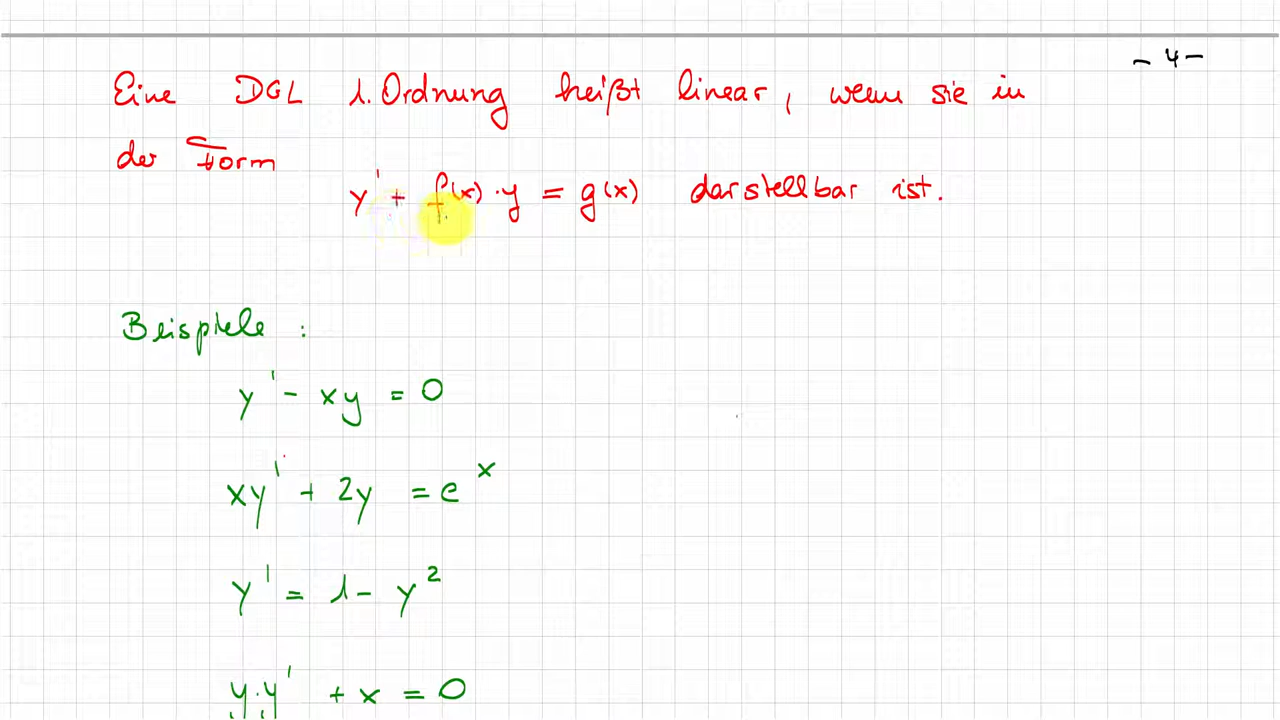 - 4 -
Eine DGL 1. Ordnung heißt linear, wenn sie in
der Form
y' + f(x) · y = g(x) darstellbar ist.
Beispiele :
y' - xy = 0
xy' + 2y = e^x
y' = 1 - y²
y · y' + x = 0